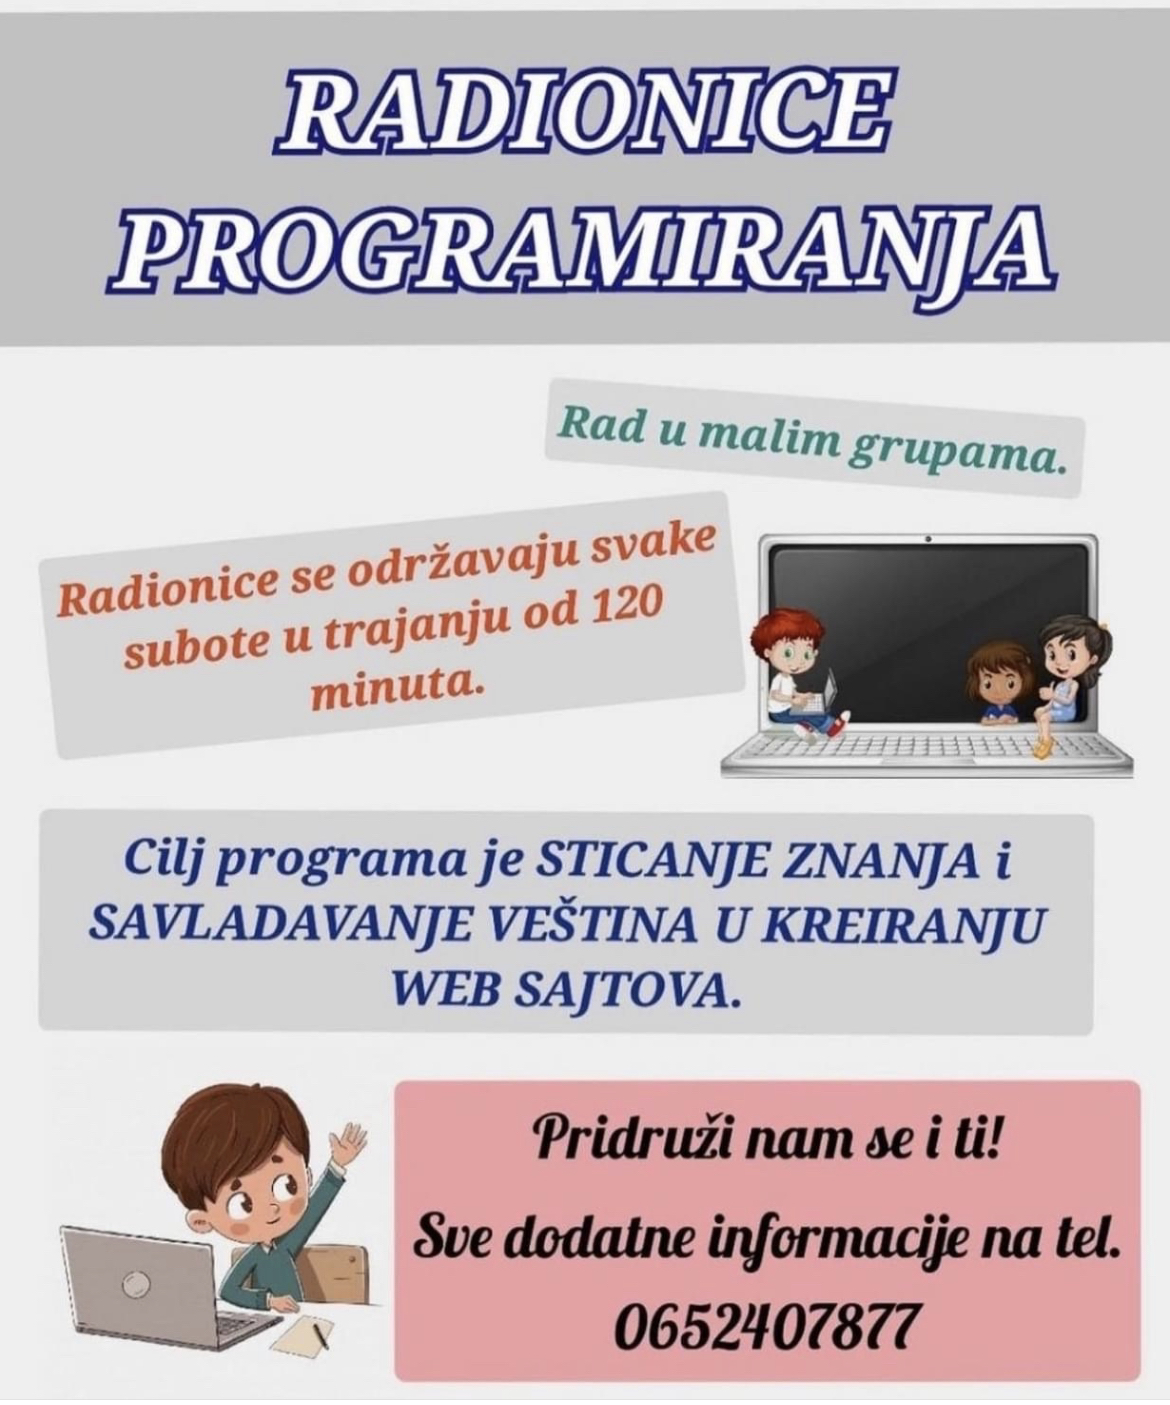 RADIONICE
PROGRAMIRANJA
Rad u malim grupama.
Radionice se održavaju svake
subote u trajanju od 120
minuta.
Cilj programa je STICANJE ZNANJA i
SAVLADAVANJE VEŠTINA U KREIRANJU
WEB SAJTOVA.
Pridruži nam se i ti!
Sve dodatne informacije na tel.
0652407877